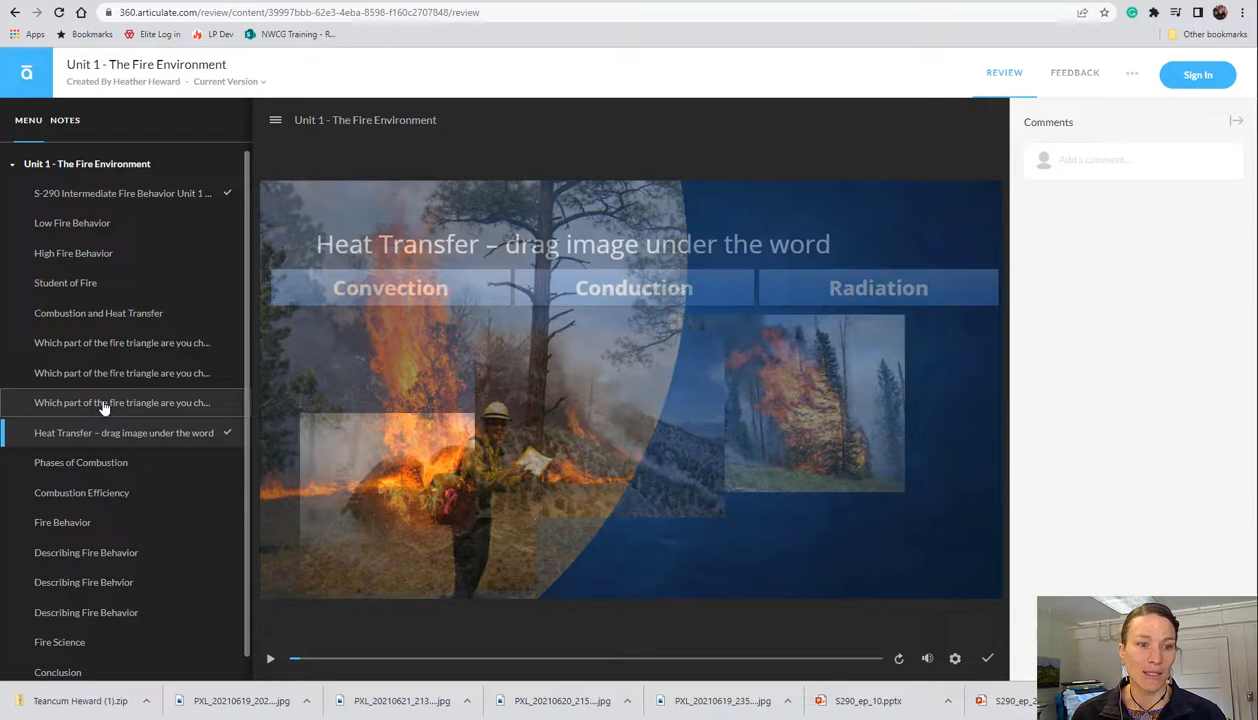 360.articulate.com/review/content/39997bbb-62e3-4eba-8598-f160c2707848/review
Apps Bookmarks Elite Log in LP Dev NWCG Training - R... Other bookmarks
Unit 1 - The Fire Environment
Created By Heather Heward · Current Version
REVIEW FEEDBACK Sign In
MENU NOTES
Unit 1 - The Fire Environment
Comments
Add a comment...
Unit 1 - The Fire Environment
S-290 Intermediate Fire Behavior Unit 1 ...
Low Fire Behavior
High Fire Behavior
Student of Fire
Combustion and Heat Transfer
Which part of the fire triangle are you ch...
Which part of the fire triangle are you ch...
Which part of the fire triangle are you ch...
Heat Transfer – drag image under the word
Phases of Combustion
Combustion Efficiency
Fire Behavior
Describing Fire Behavior
Describing Fire Behvior
Describing Fire Behavior
Fire Science
Conclusion
Heat Transfer – drag image under the word
Convection Conduction Radiation
Teancum Heward (1).zip PXL_20210619_202....jpg PXL_20210621_213....jpg PXL_20210620_215....jpg PXL_20210619_235....jpg S290_ep_10.pptx S290_ep_2...